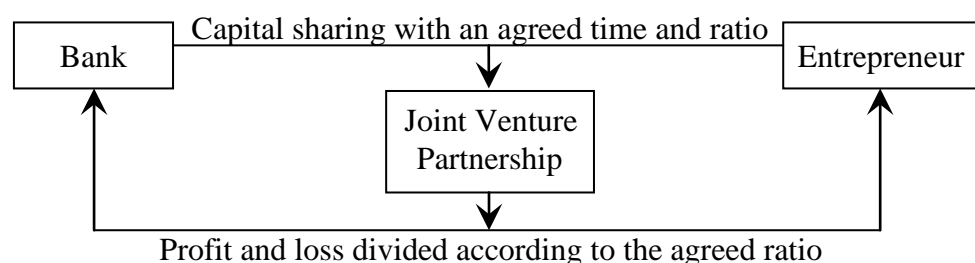 Capital sharing with an agreed time and ratio
Bank
Entrepreneur
Joint Venture
Partnership
Profit and loss divided according to the agreed ratio